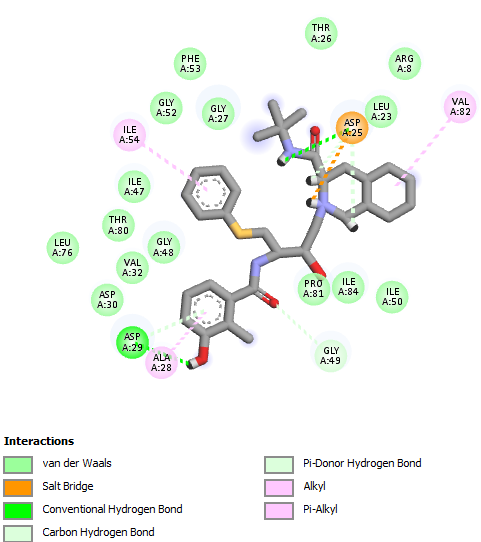 THR
A:26
PHE
A:53
ARG
A:8
GLY
A:52
GLY
A:27
LEU
A:23
VAL
A:82
ASP
A:25
ILE
A:54
ILE
A:47
THR
A:80
GLY
A:48
LEU
A:76
VAL
A:32
PRO
A:81
ILE
A:84
ILE
A:50
ASP
A:30
ASP
A:29
ALA
A:28
GLY
A:49
Interactions
van der Waals
Salt Bridge
Conventional Hydrogen Bond
Carbon Hydrogen Bond
Pi-Donor Hydrogen Bond
Alkyl
Pi-Alkyl